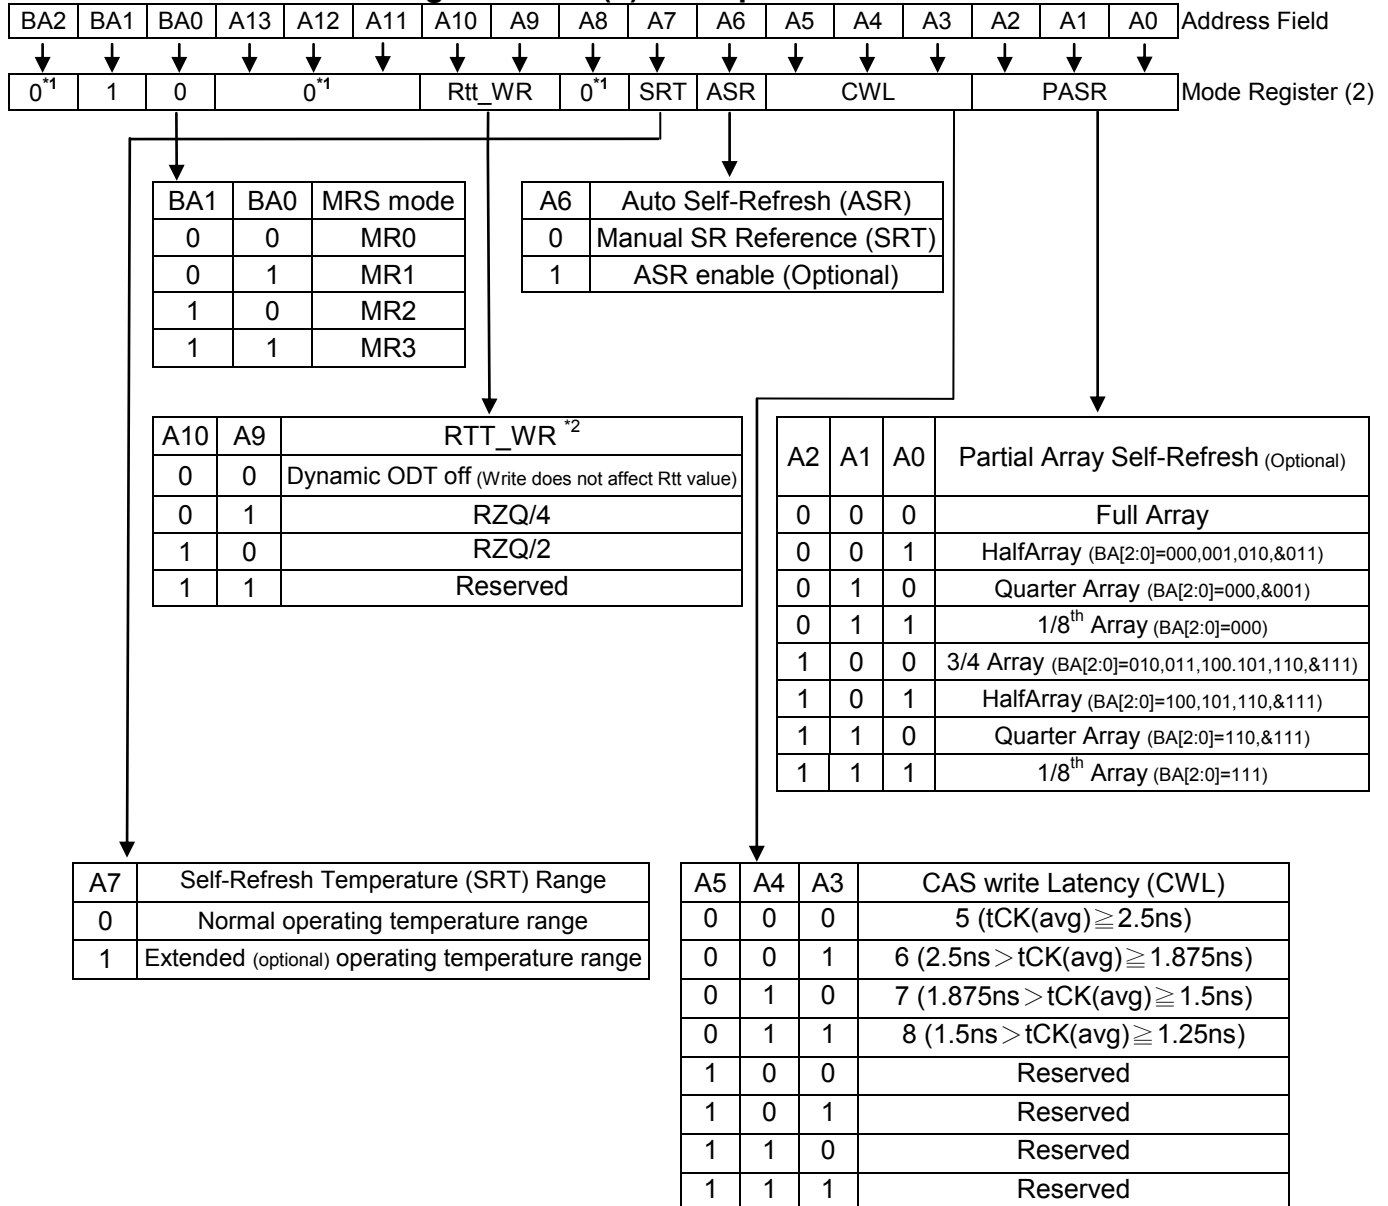 BA2 BA1 BA0 A13 A12 A11 A10 A9 A8 A7 A6 A5 A4 A3 A2 A1 A0 Address Field
0*1 1 0 0*1 Rtt_WR 0*1 SRT ASR CWL PASR Mode Register (2)
BA1 BA0 MRS mode
0 0 MR0
0 1 MR1
1 0 MR2
1 1 MR3
A6 Auto Self-Refresh (ASR)
0 Manual SR Reference (SRT)
1 ASR enable (Optional)
A10 A9 RTT_WR *2
0 0 Dynamic ODT off (Write does not affect Rtt value)
0 1 RZQ/4
1 0 RZQ/2
1 1 Reserved
A2 A1 A0 Partial Array Self-Refresh (Optional)
0 0 0 Full Array
0 0 1 HalfArray (BA[2:0]=000,001,010,&011)
0 1 0 Quarter Array (BA[2:0]=000,&001)
0 1 1 1/8th Array (BA[2:0]=000)
1 0 0 3/4 Array (BA[2:0]=010,011,100.101,110,&111)
1 0 1 HalfArray (BA[2:0]=100,101,110,&111)
1 1 0 Quarter Array (BA[2:0]=110,&111)
1 1 1 1/8th Array (BA[2:0]=111)
A7 Self-Refresh Temperature (SRT) Range
0 Normal operating temperature range
1 Extended (optional) operating temperature range
A5 A4 A3 CAS write Latency (CWL)
0 0 0 5 (tCK(avg)≧2.5ns)
0 0 1 6 (2.5ns>tCK(avg)≧1.875ns)
0 1 0 7 (1.875ns>tCK(avg)≧1.5ns)
0 1 1 8 (1.5ns>tCK(avg)≧1.25ns)
1 0 0 Reserved
1 0 1 Reserved
1 1 0 Reserved
1 1 1 Reserved